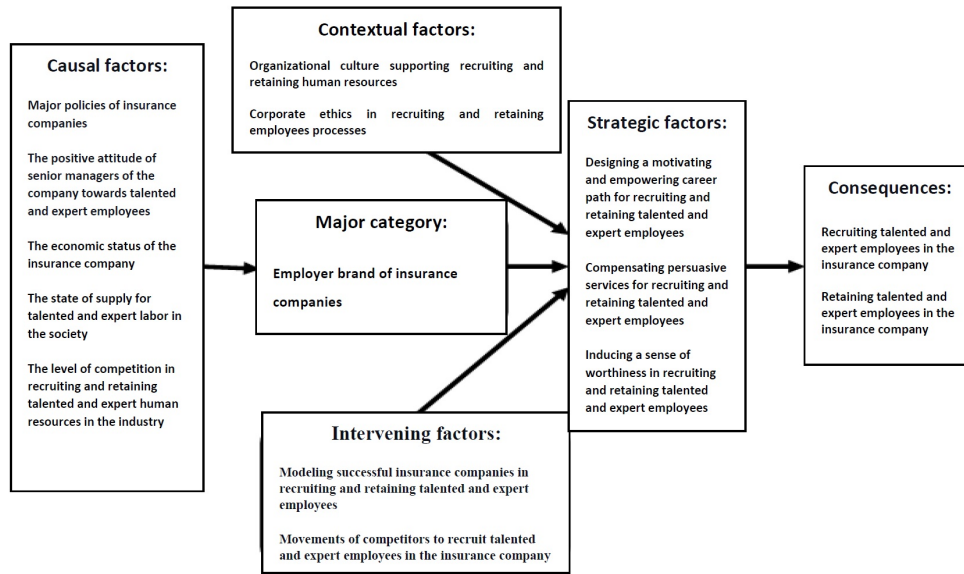 Causal factors:
Major policies of insurance
companies
The positive attitude of
senior managers of the
company towards talented
and expert employees
The economic status of the
insurance company
The state of supply for
talented and expert labor in
the society
The level of competition in
recruiting and retaining
talented and expert human
resources in the industry
Contextual factors:
Organizational culture supporting recruiting and
retaining human resources
Corporate ethics in recruiting and retaining
employees processes
Major category:
Employer brand of insurance
companies
Intervening factors:
Modeling successful insurance companies in
recruiting and retaining talented and expert
employees
Movements of competitors to recruit talented
and expert employees in the insurance company
Strategic factors:
Designing a motivating
and empowering career
path for recruiting and
retaining talented and
expert employees
Compensating persuasive
services for recruiting and
retaining talented and
expert employees
Inducing a sense of
worthiness in recruiting
and retaining talented
and expert employees
Consequences:
Recruiting talented and
expert employees in the
insurance company
Retaining talented and
expert employees in the
insurance company